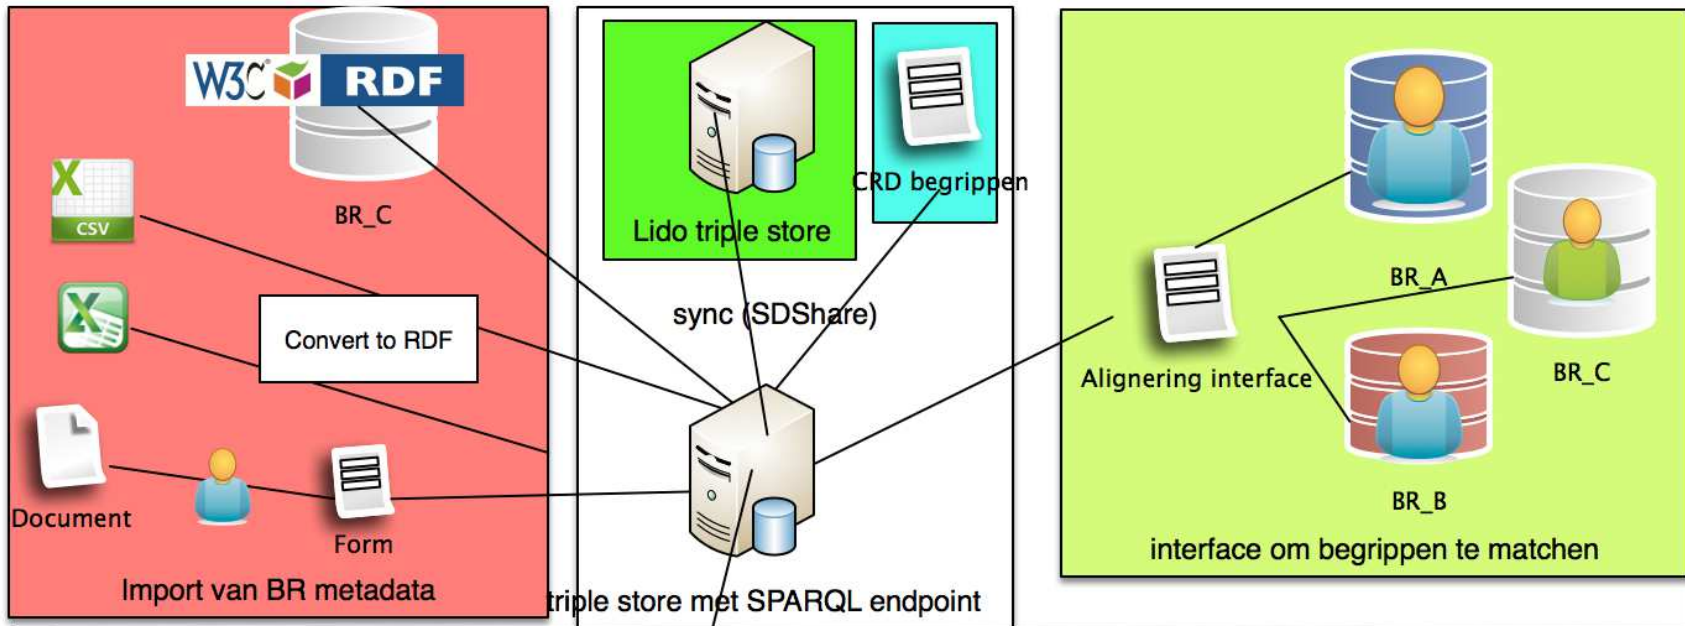 W3C® RDF
BR_C
X
CSV
X
Convert to RDF
Document
Form
Import van BR metadata
Lido triple store
CRD begrippen
sync (SDShare)
triple store met SPARQL endpoint
BR_A
Alignering interface
BR_C
BR_B
interface om begrippen te matchen